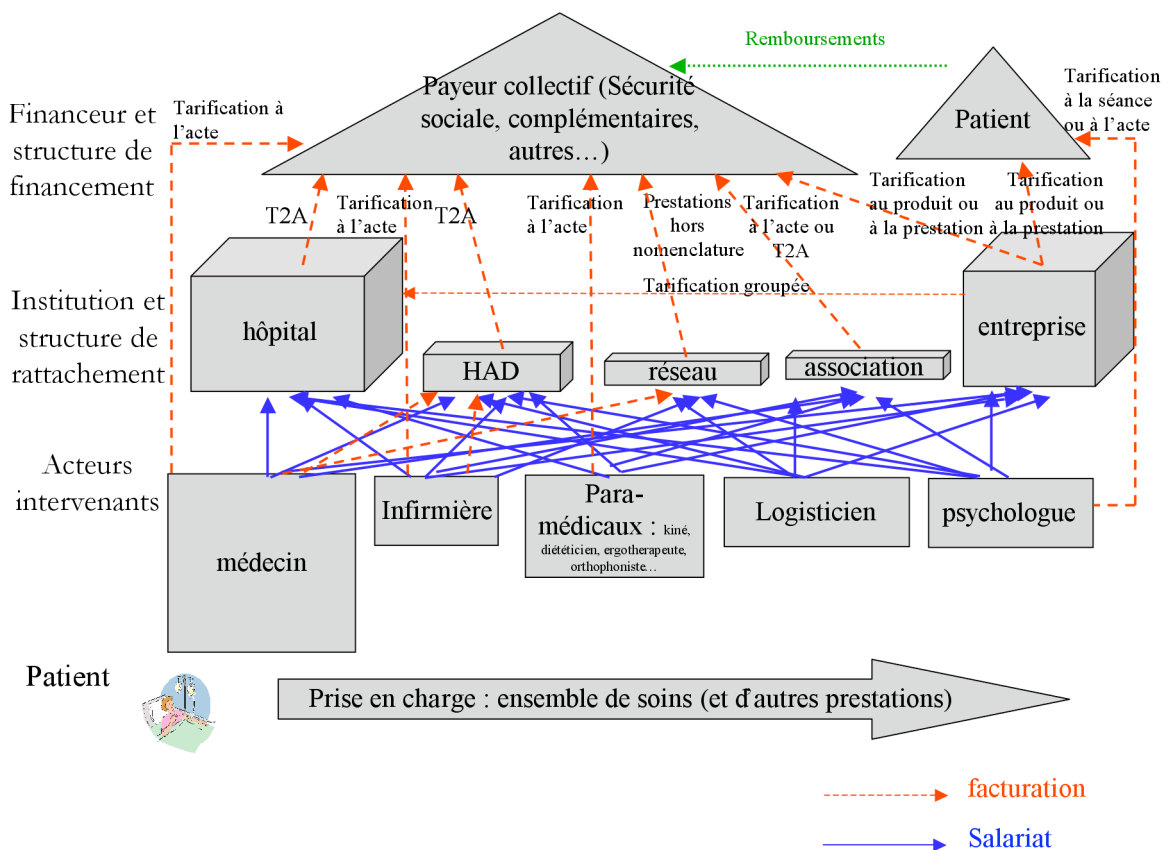 Remboursements
Payeur collectif (Sécurité
sociale, complémentaires,
autres…)
Patient
Tarification
à la séance
ou à l’acte
Financeur et
structure de
financement
Tarification à
l’acte
T2A
Tarification
à l’acte
T2A
Tarification
à l’acte
Prestations
hors
nomenclature
Tarification
à l’acte ou
T2A
Tarification
au produit ou
à la prestation
Tarification
au produit ou
à la prestation
Institution et
structure de
rattachement
hôpital
HAD
réseau
association
entreprise
Tarification groupée
Acteurs
intervenants
médecin
Infirmière
Para-
médicaux : kiné,
diététicien, ergotherapeute,
orthophoniste…
Logisticien
psychologue
Patient
Prise en charge : ensemble de soins (et d’autres prestations)
facturation
Salariat